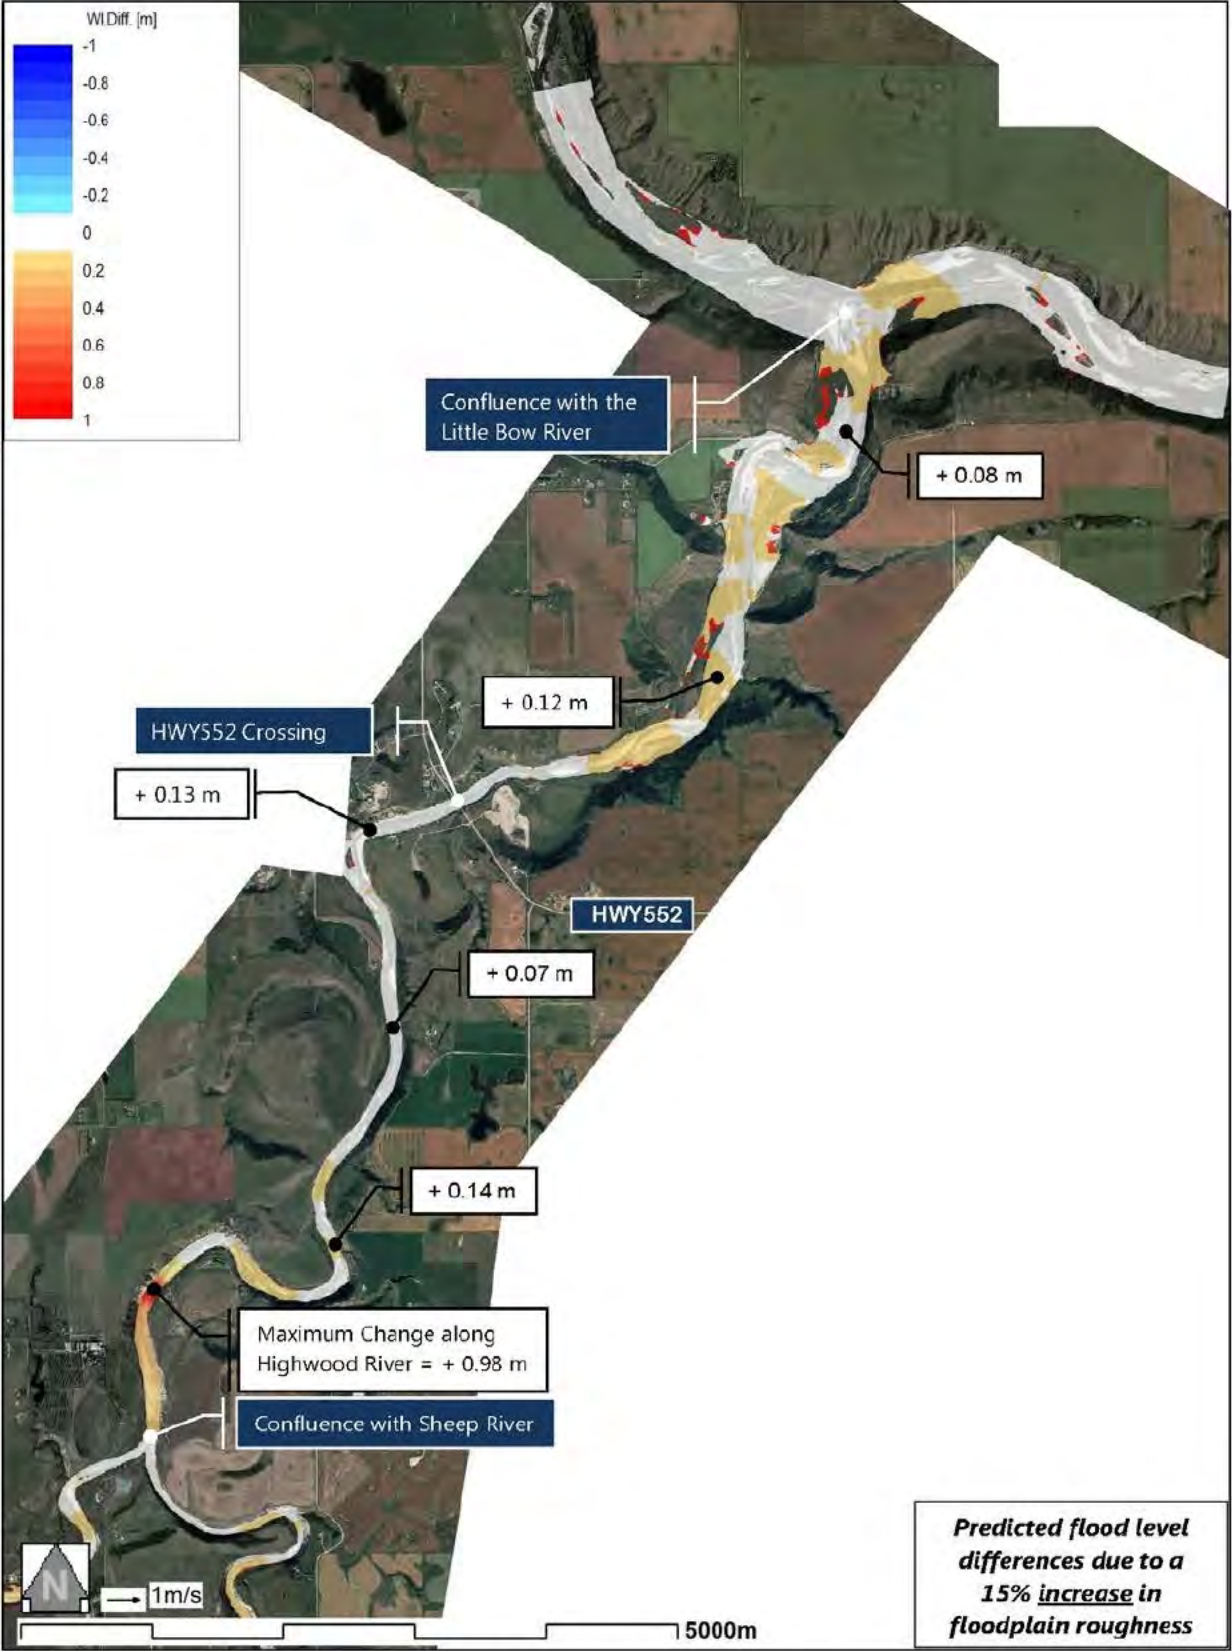 WlDiff. [m]
-1
-0.8
-0.6
-0.4
-0.2
0
0.2
0.4
0.6
0.8
1
Confluence with the
Little Bow River
+ 0.08 m
+ 0.12 m
HWY552 Crossing
+ 0.13 m
HWY552
+ 0.07 m
+ 0.14 m
Maximum Change along
Highwood River = + 0.98 m
Confluence with Sheep River
Predicted flood level
differences due to a
15% increase in
floodplain roughness
N
1m/s
5000m